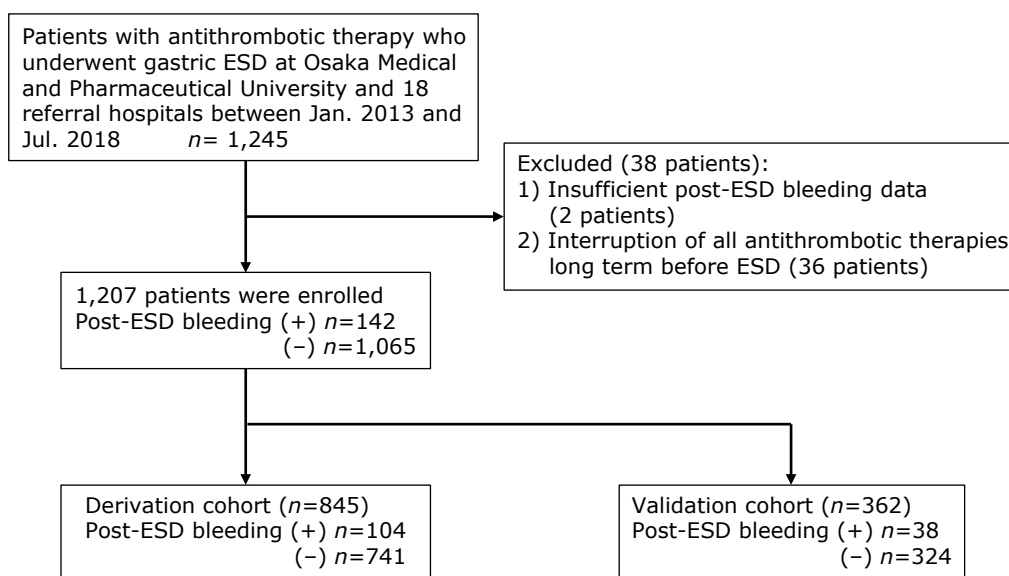 Patients with antithrombotic therapy who
underwent gastric ESD at Osaka Medical
and Pharmaceutical University and 18
referral hospitals between Jan. 2013 and
Jul. 2018 n= 1,245
Excluded (38 patients):
1) Insufficient post-ESD bleeding data
(2 patients)
2) Interruption of all antithrombotic therapies
long term before ESD (36 patients)
1,207 patients were enrolled
Post-ESD bleeding (+) n=142
(–) n=1,065
Derivation cohort (n=845)
Post-ESD bleeding (+) n=104
(–) n=741
Validation cohort (n=362)
Post-ESD bleeding (+) n=38
(–) n=324